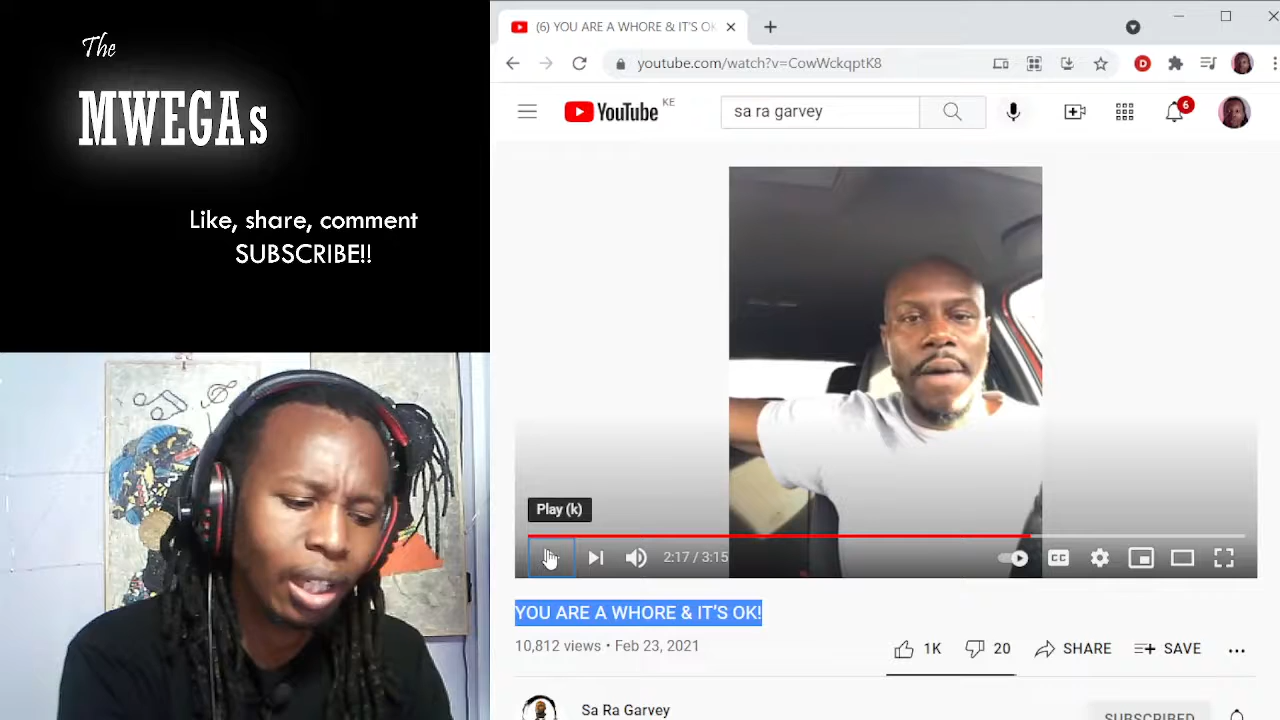 The
MWEGAs
Like, share, comment
SUBSCRIBE!!
(6) YOU ARE A WHORE & IT'S OK
youtube.com/watch?v=CowWckqptK8
D
YouTube KE
sa ra garvey
6
Play (k)
2:17 / 3:15
CC
YOU ARE A WHORE & IT'S OK!
10,812 views • Feb 23, 2021
1K
20
SHARE
SAVE
Sa Ra Garvey
SUBSCRIBED